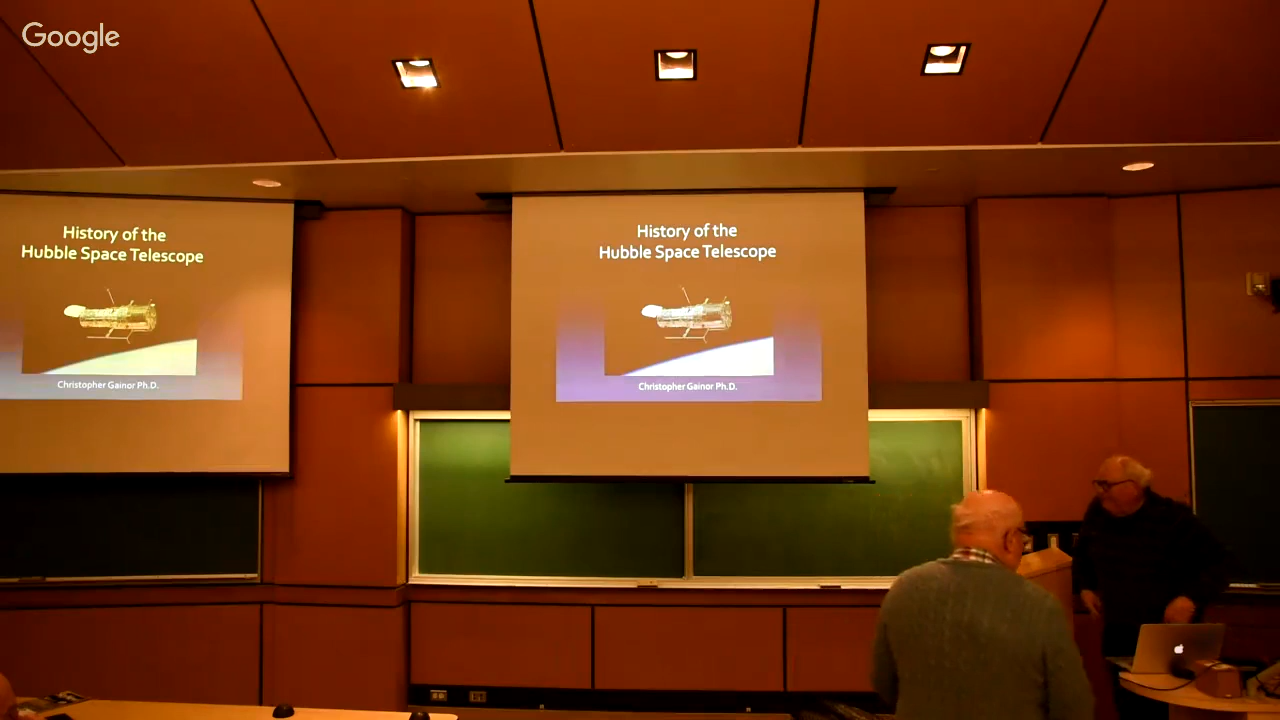 Google
History of the
Hubble Space Telescope
Christopher Gainor Ph.D.
History of the
Hubble Space Telescope
Christopher Gainor Ph.D.